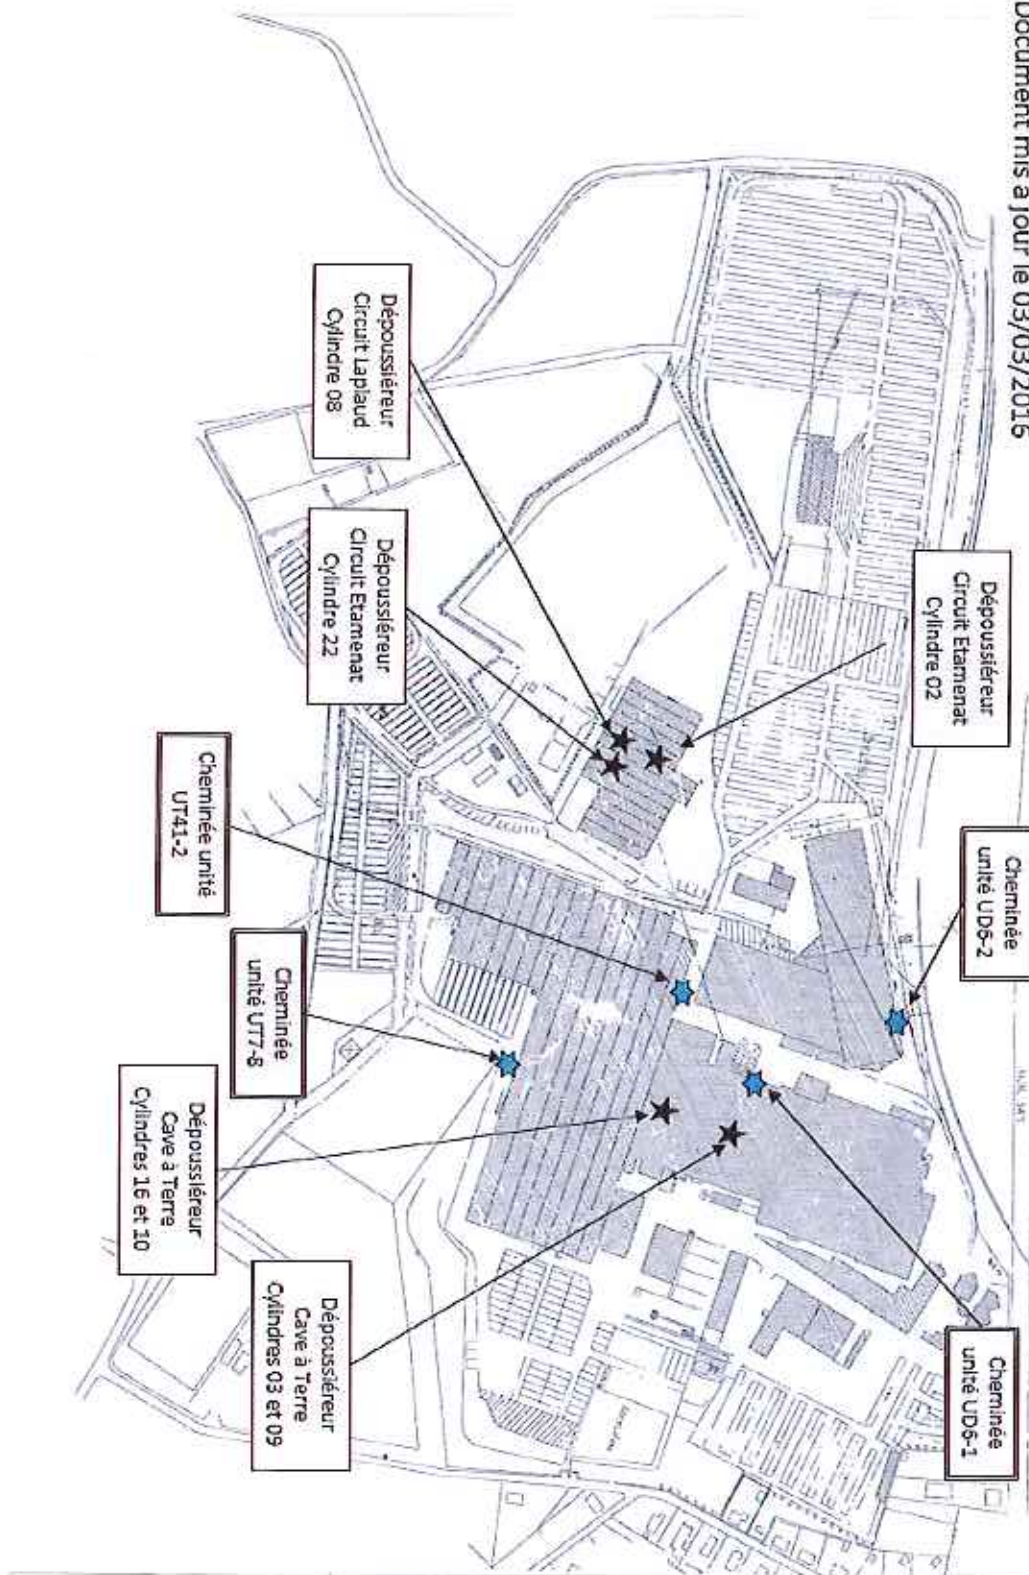 Document mis à jour le 03/03/2016
Cheminée
unité UD6-2
Cheminée
unité UD6-1
Dépoussiéreur
Circuit Etamenat
Cylindre 02
Dépoussiéreur
Circuit Laplaud
Cylindre 08
Dépoussiéreur
Circuit Etamenat
Cylindre 22
Cheminée unité
UT41-2
Cheminée
unité UT7-8
Dépoussiéreur
Cave à Terre
Cylindres 16 et 10
Dépoussiéreur
Cave à Terre
Cylindres 03 et 09